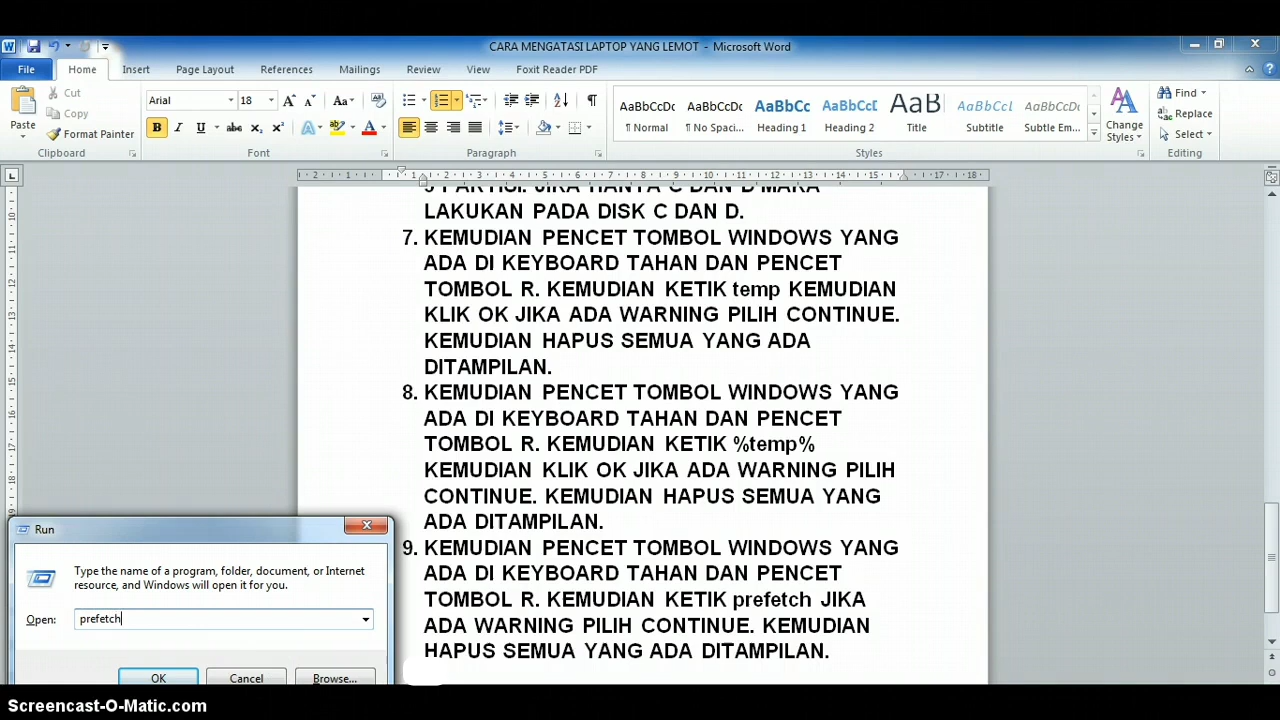 CARA MENGATASI LAPTOP YANG LEMOT - Microsoft Word
File Home Insert Page Layout References Mailings Review View Foxit Reader PDF
Paste
Cut
Copy
Format Painter
Clipboard
Arial 18
Font
Paragraph
AaBbCcDc AaBbCcDc AaBbCc AaBbCcD AaB AaBbCcD AaBbCcDc
¶ Normal ¶ No Spaci... Heading 1 Heading 2 Title Subtitle Subtle Em...
Styles
Change Styles
Find
Replace
Select
Editing
LAKUKAN PADA DISK C DAN D.
7. KEMUDIAN PENCET TOMBOL WINDOWS YANG
ADA DI KEYBOARD TAHAN DAN PENCET
TOMBOL R. KEMUDIAN KETIK temp KEMUDIAN
KLIK OK JIKA ADA WARNING PILIH CONTINUE.
KEMUDIAN HAPUS SEMUA YANG ADA
DITAMPILAN.
8. KEMUDIAN PENCET TOMBOL WINDOWS YANG
ADA DI KEYBOARD TAHAN DAN PENCET
TOMBOL R. KEMUDIAN KETIK %temp%
KEMUDIAN KLIK OK JIKA ADA WARNING PILIH
CONTINUE. KEMUDIAN HAPUS SEMUA YANG
ADA DITAMPILAN.
9. KEMUDIAN PENCET TOMBOL WINDOWS YANG
ADA DI KEYBOARD TAHAN DAN PENCET
TOMBOL R. KEMUDIAN KETIK prefetch JIKA
ADA WARNING PILIH CONTINUE. KEMUDIAN
HAPUS SEMUA YANG ADA DITAMPILAN.
Run
Type the name of a program, folder, document, or Internet
resource, and Windows will open it for you.
Open: prefetch
OK Cancel Browse...
Screencast-O-Matic.com